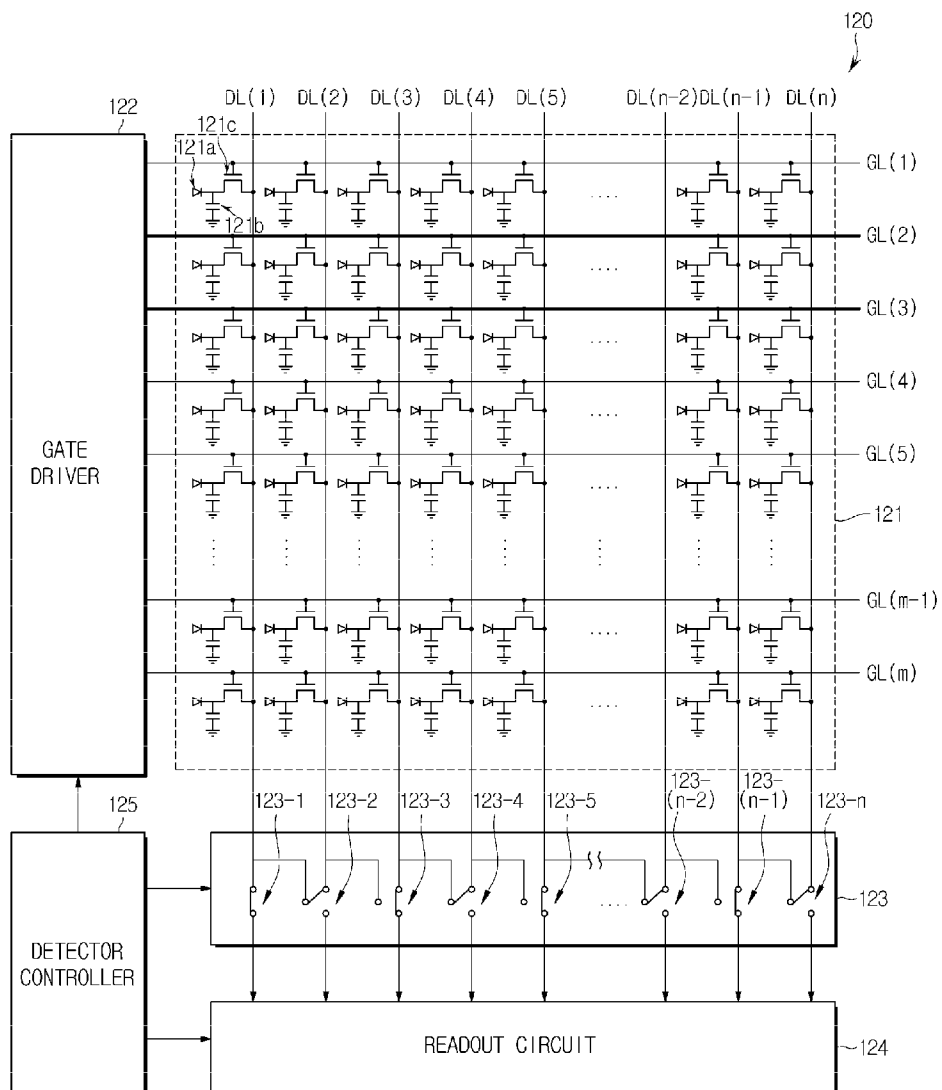 120
DL(1) DL(2) DL(3) DL(4) DL(5) DL(n-2) DL(n-1) DL(n)
122
121c
121a
GL(1)
121b
GL(2)
GL(3)
GL(4)
GATE
DRIVER
GL(5)
....
121
GL(m-1)
GL(m)
125
123-1 123-2 123-3 123-4 123-5 123-(n-2) 123-(n-1) 123-n
123
DETECTOR
CONTROLLER
READOUT CIRCUIT
124